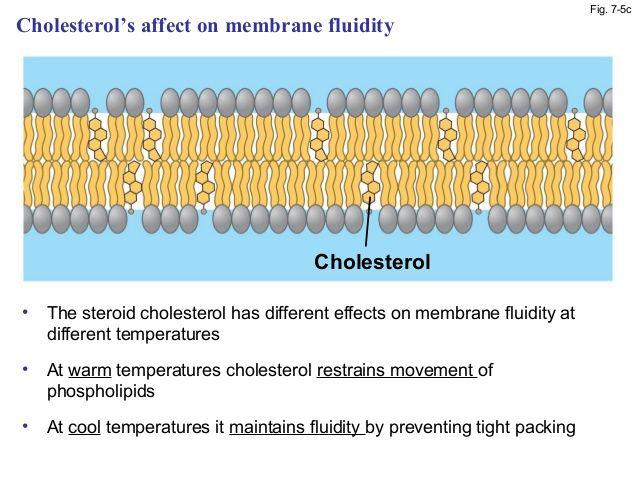 Fig. 7-5c
Cholesterol’s affect on membrane fluidity
Cholesterol
• The steroid cholesterol has different effects on membrane fluidity at
different temperatures
• At warm temperatures cholesterol restrains movement of
phospholipids
• At cool temperatures it maintains fluidity by preventing tight packing